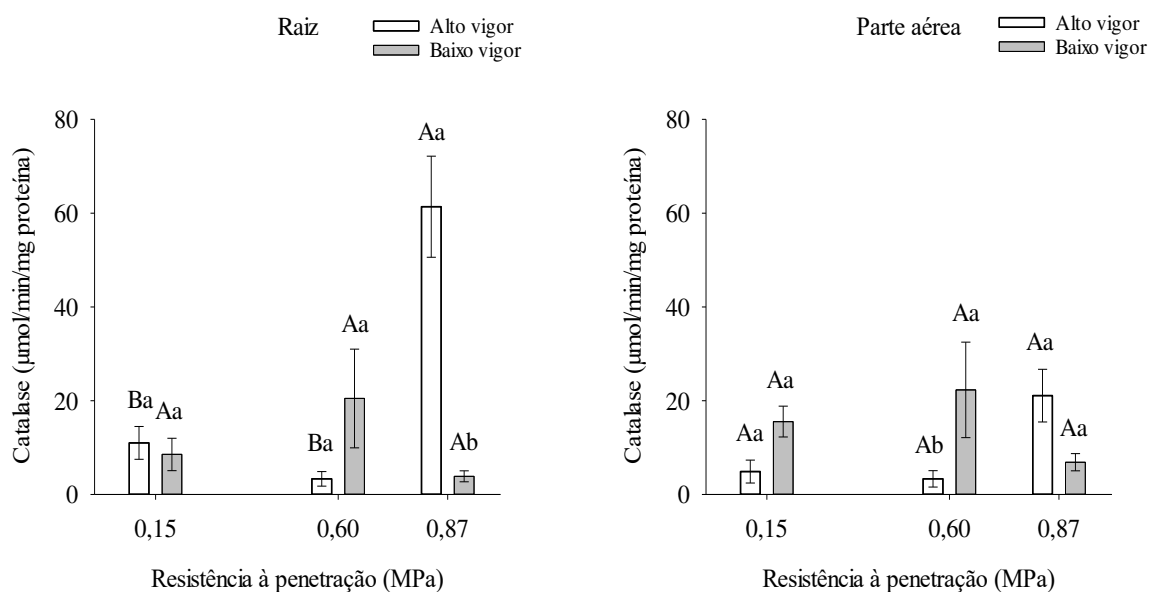 Raiz
Alto vigor
Baixo vigor
Catalase (µmol/min/mg proteína)
80
60
40
20
0
Ba
Aa
Ba
Aa
Aa
Ab
0,15
0,60
0,87
Resistência à penetração (MPa)
Parte aérea
Alto vigor
Baixo vigor
Catalase (µmol/min/mg proteína)
80
60
40
20
0
Aa
Aa
Ab
Aa
Aa
Aa
0,15
0,60
0,87
Resistência à penetração (MPa)